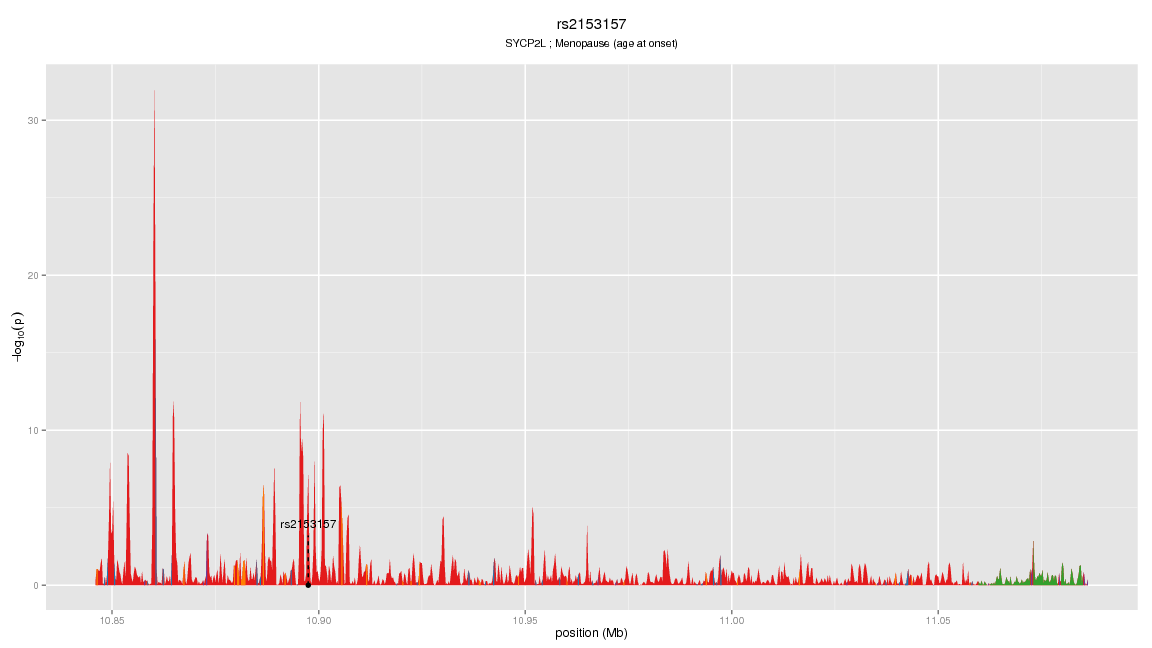 rs2153157
SYCP2L ; Menopause (age at onset)
30
20
10
0
−log10(p)
rs2153157
10.85 10.90 10.95 11.00 11.05
position (Mb)